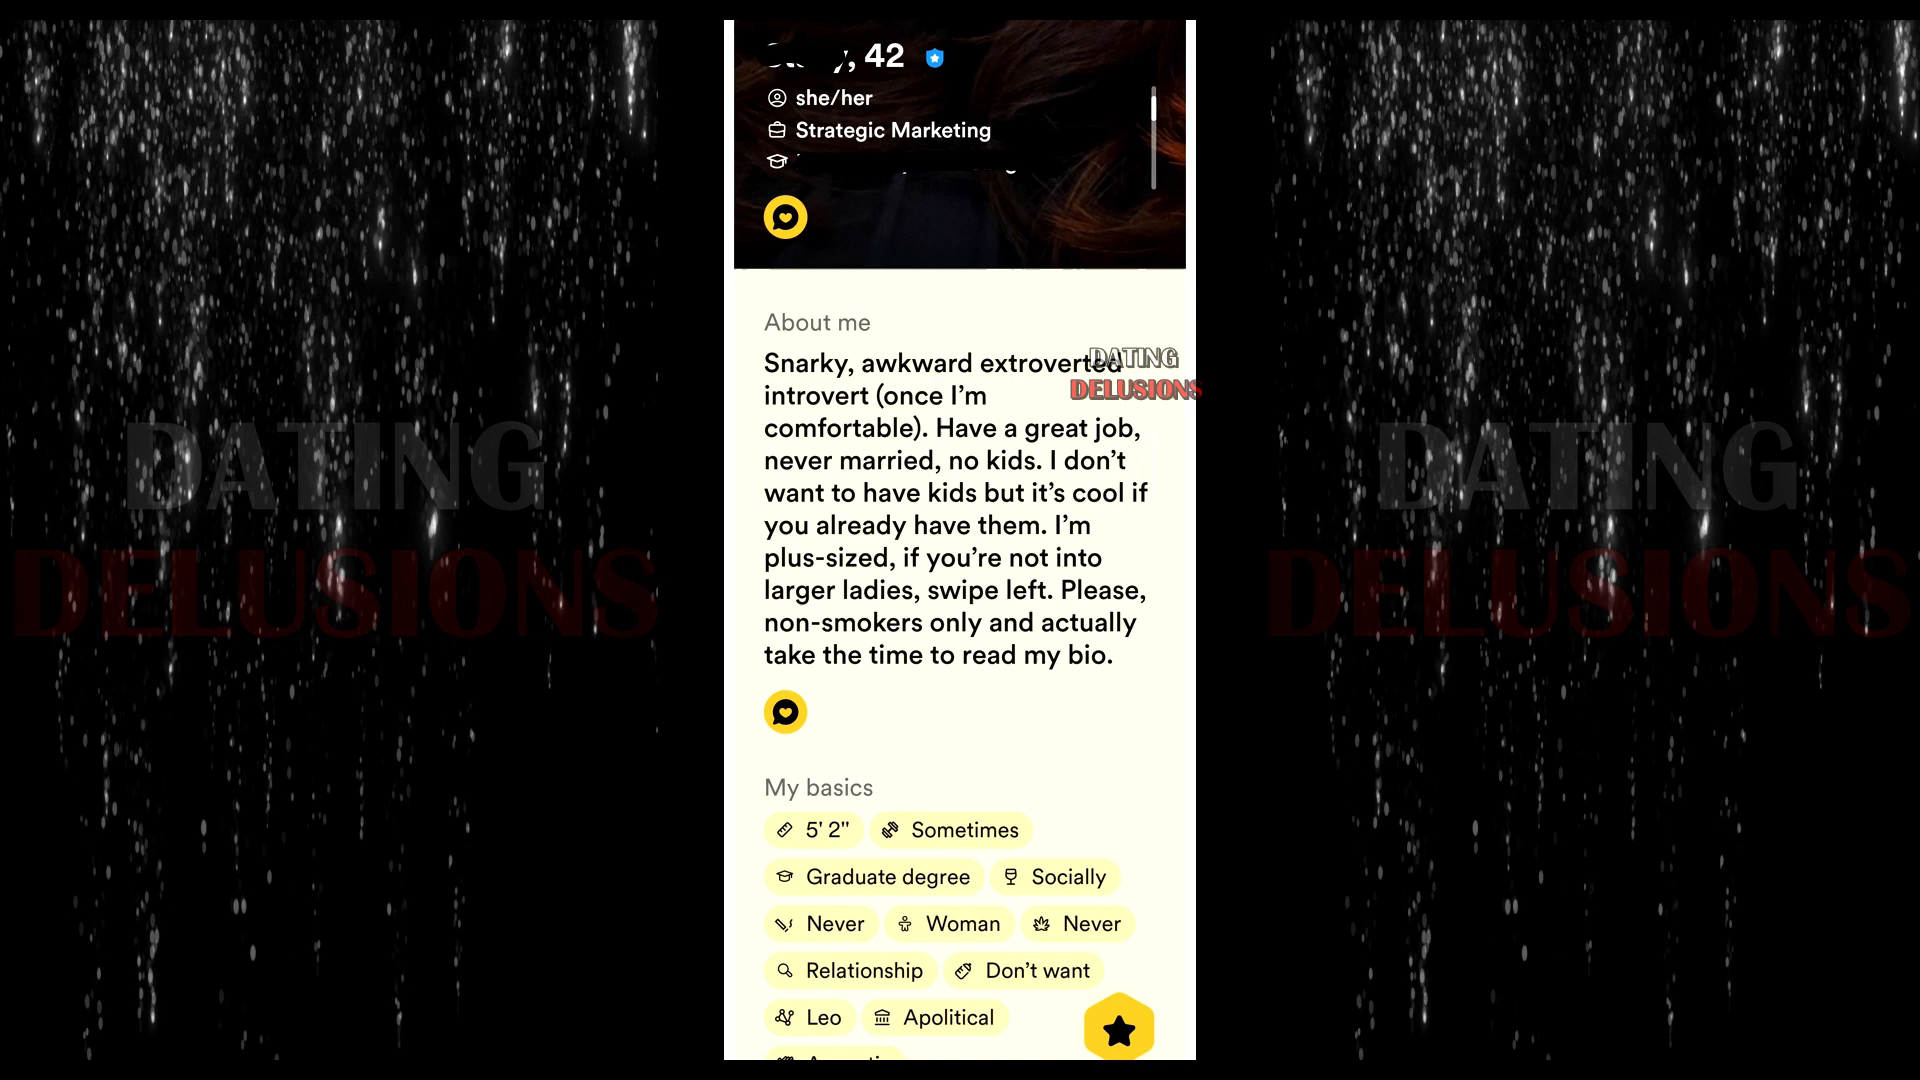 , 42
she/her
Strategic Marketing
About me
Snarky, awkward extroverted
introvert (once I'm
comfortable). Have a great job,
never married, no kids. I don't
want to have kids but it's cool if
you already have them. I'm
plus-sized, if you're not into
larger ladies, swipe left. Please,
non-smokers only and actually
take the time to read my bio.
DATING
DELUSIONS
My basics
5' 2"
Sometimes
Graduate degree
Socially
Never
Woman
Never
Relationship
Don't want
Leo
Apolitical
DATING
DELUSIONS
DATING
DELUSIONS